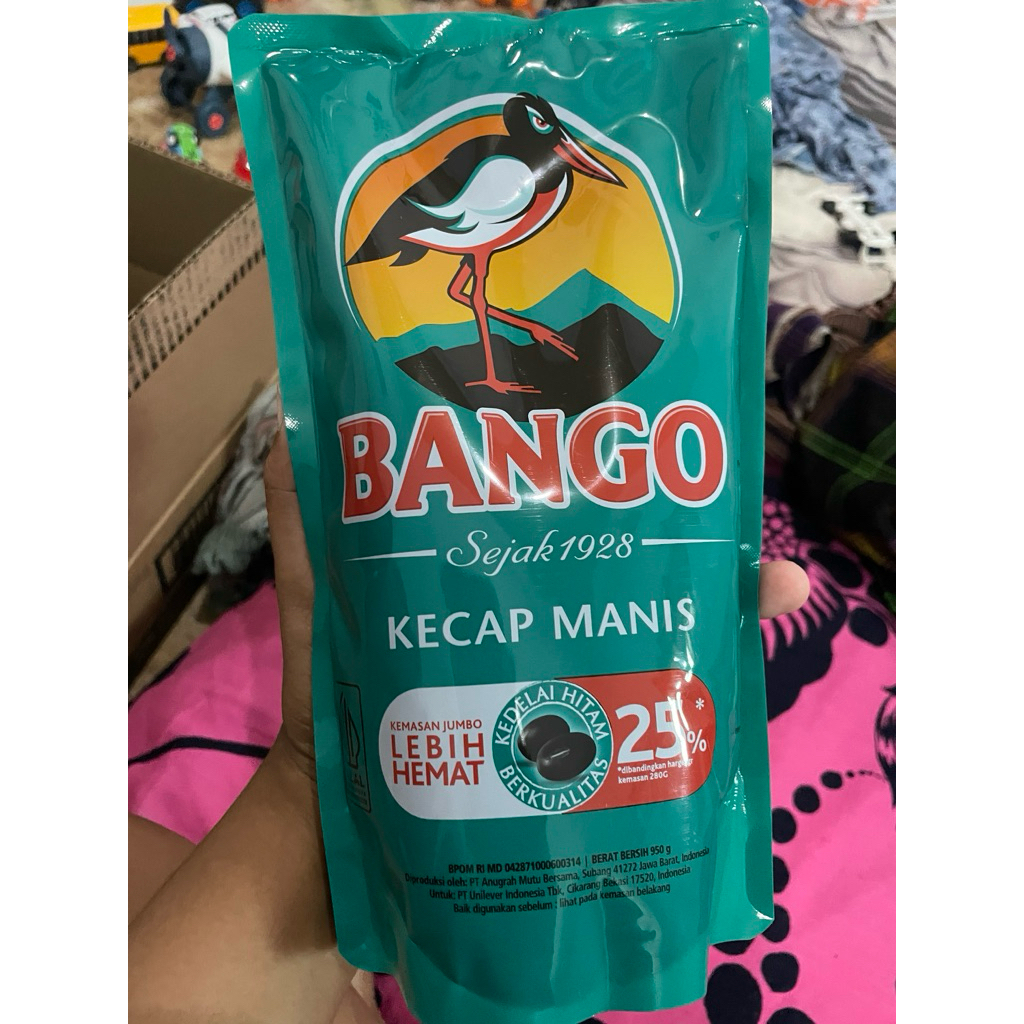 BANGO
Sejak 1928
KECAP MANIS
KEMASAN JUMBO
LEBIH
HEMAT
KEDELAI HITAM
BERKUALITAS
25%*
*dibandingkan harga/gr
kemasan 280G
BPOM RI MD 042871000600314 | BERAT BERSIH 950 g
Diproduksi oleh: PT Anugrah Mutu Bersama, Subang 41272 Jawa Barat, Indonesia
Untuk: PT Unilever Indonesia Tbk, Cikarang Bekasi 17520, Indonesia
Baik digunakan sebelum : lihat pada kemasan belakang